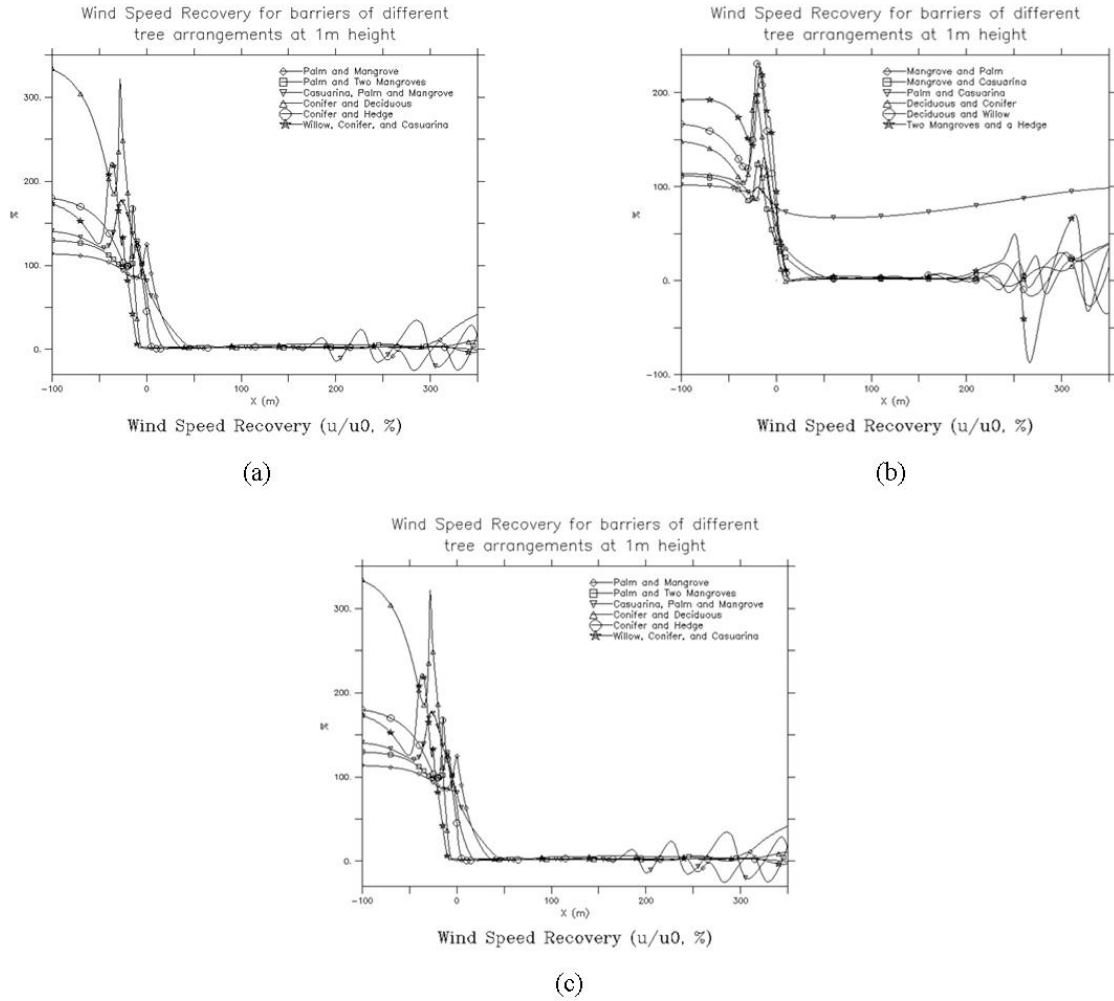 Wind Speed Recovery for barriers of different
tree arrangements at 1m height
Palm and Mangrove
Palm and Two Mangroves
Casuarina, Palm and Mangrove
Conifer and Deciduous
Conifer and Hedge
Willow, Conifer, and Casuarina
300.
200.
100.
0.
%
-100
0
100
200
300
X (m)
Wind Speed Recovery (u/u0, %)
(a)
Wind Speed Recovery for barriers of different
tree arrangements at 1m height
Mangrove and Palm
Mangrove and Casuarina
Palm and Casuarina
Deciduous and Conifer
Deciduous and Willow
Two Mangroves and a Hedge
200.
100.
0.
-100.
%
-100
0
100
200
300
X (m)
Wind Speed Recovery (u/u0, %)
(b)
Wind Speed Recovery for barriers of different
tree arrangements at 1m height
Palm and Mangrove
Palm and Two Mangroves
Casuarina, Palm and Mangrove
Conifer and Deciduous
Conifer and Hedge
Willow, Conifer, and Casuarina
300.
200.
100.
0.
%
-100
0
100
200
300
X (m)
Wind Speed Recovery (u/u0, %)
(c)